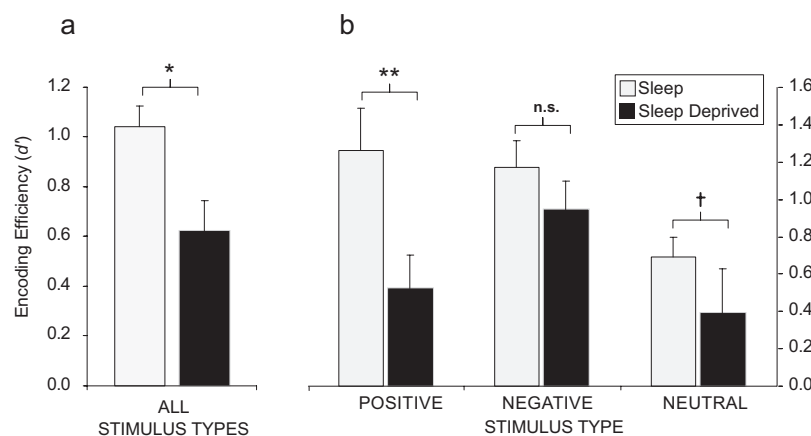 a
b
Encoding Efficiency (d')
1.2
1.0
0.8
0.6
0.4
0.2
0.0
*
ALL
STIMULUS TYPES
**
n.s.
†
Sleep
Sleep Deprived
1.6
1.4
1.2
1.0
0.8
0.6
0.4
0.2
0.0
POSITIVE
NEGATIVE
NEUTRAL
STIMULUS TYPE